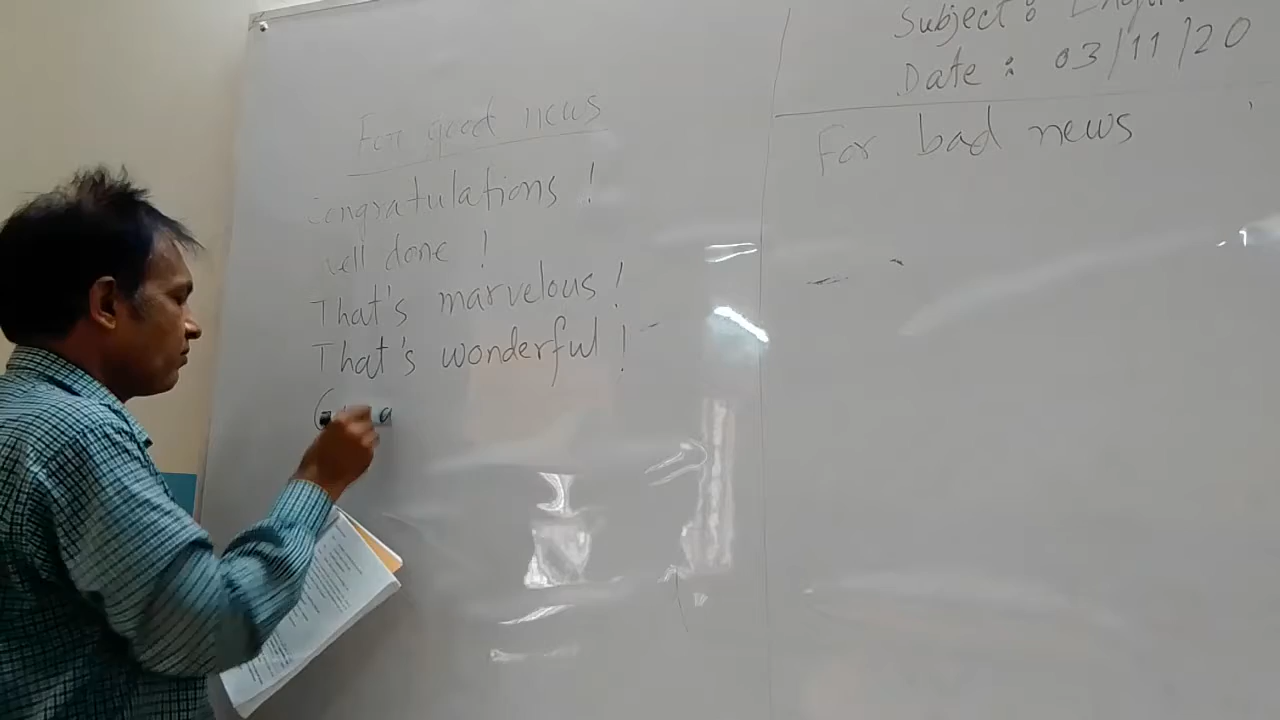 Subject :
Date : 03/11/20
For good news
Congratulations !
well done !
That's marvelous !
That's wonderful !
For bad news